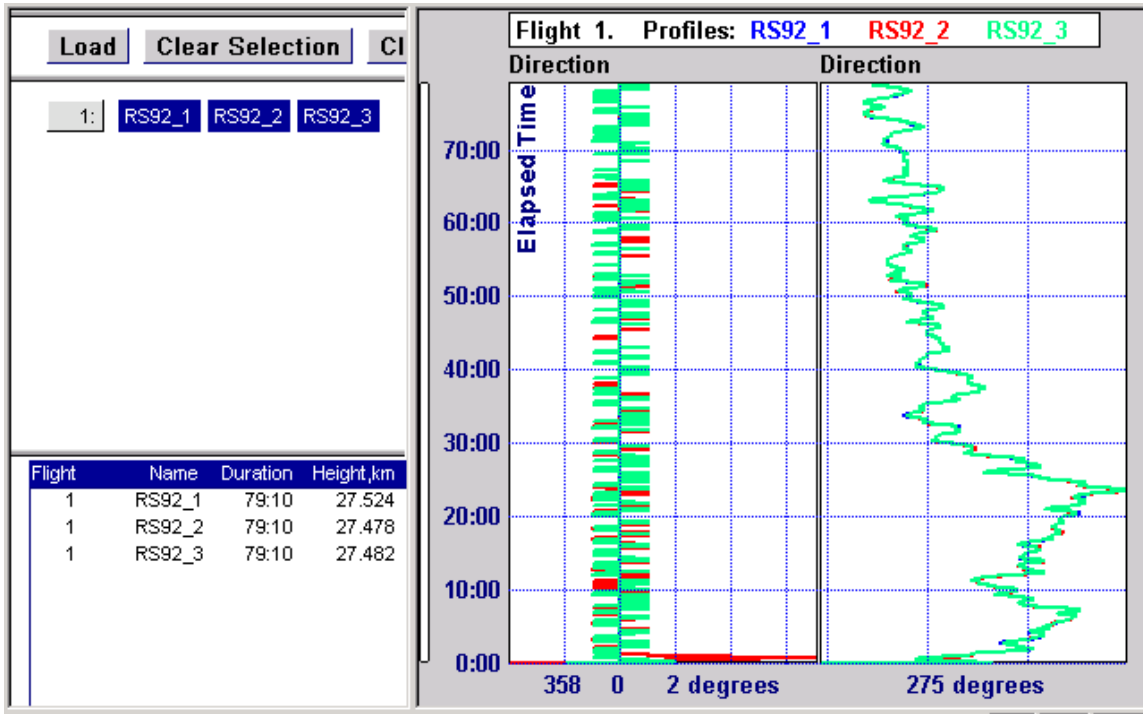 Load Clear Selection Cl
1: RS92_1 RS92_2 RS92_3
Flight Name Duration Height,km
1 RS92_1 79:10 27.524
1 RS92_2 79:10 27.478
1 RS92_3 79:10 27.482
Flight 1. Profiles: RS92_1 RS92_2 RS92_3
Direction Direction
Elapsed Time
70:00
60:00
50:00
40:00
30:00
20:00
10:00
0:00
358 0 2 degrees 275 degrees